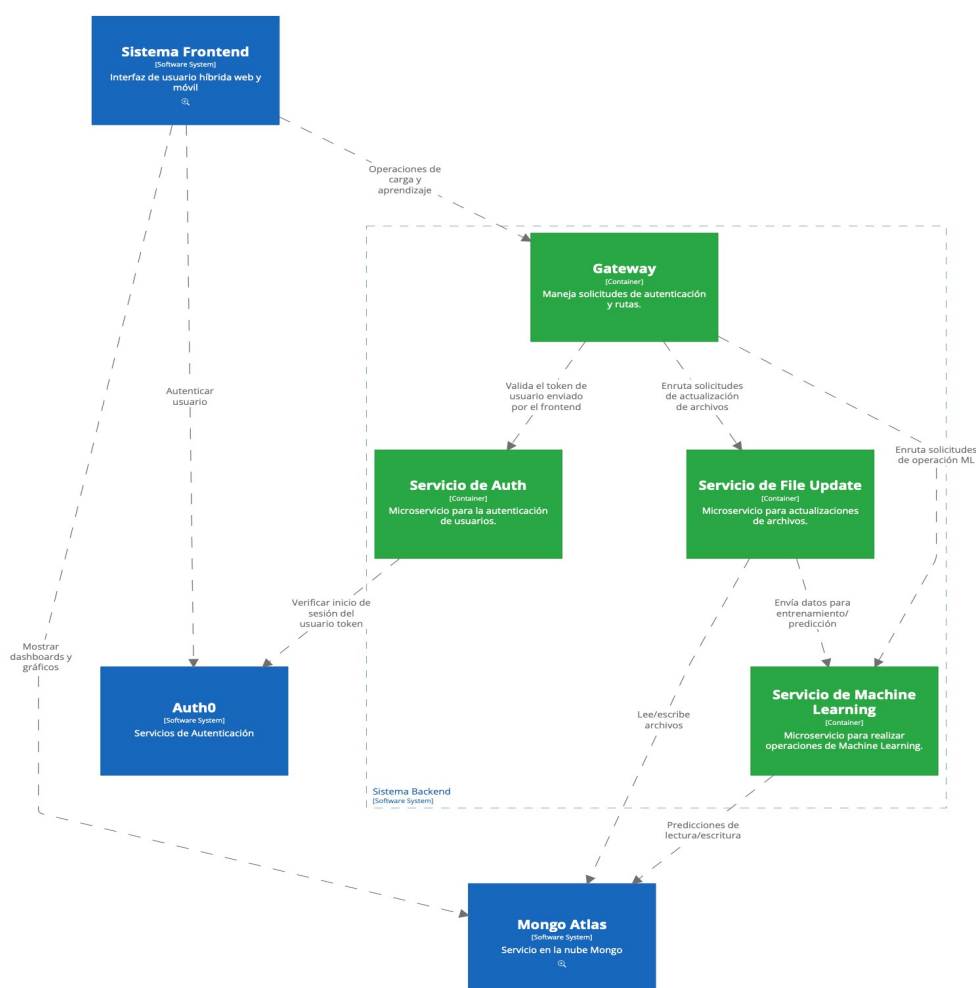 Sistema Frontend
[Software System]
Interfaz de usuario híbrida web y
móvil
Operaciones de
carga y
aprendizaje
Gateway
[Container]
Maneja solicitudes de autenticación
y rutas.
Autenticar
usuario
Valida el token de
usuario enviado
por el frontend
Enruta solicitudes
de actualización
de archivos
Enruta solicitudes
de operación ML
Servicio de Auth
[Container]
Microservicio para la autenticación
de usuarios.
Servicio de File Update
[Container]
Microservicio para actualizaciones
de archivos.
Verificar inicio de
sesión del
usuario token
Envía datos para
entrenamiento/
predicción
Mostrar
dashboards y
gráficos
Auth0
[Software System]
Servicios de Autenticación
Lee/escribe
archivos
Servicio de Machine
Learning
[Container]
Microservicio para realizar
operaciones de Machine Learning.
Sistema Backend
[Software System]
Predicciones de
lectura/escritura
Mongo Atlas
[Software System]
Servicio en la nube Mongo